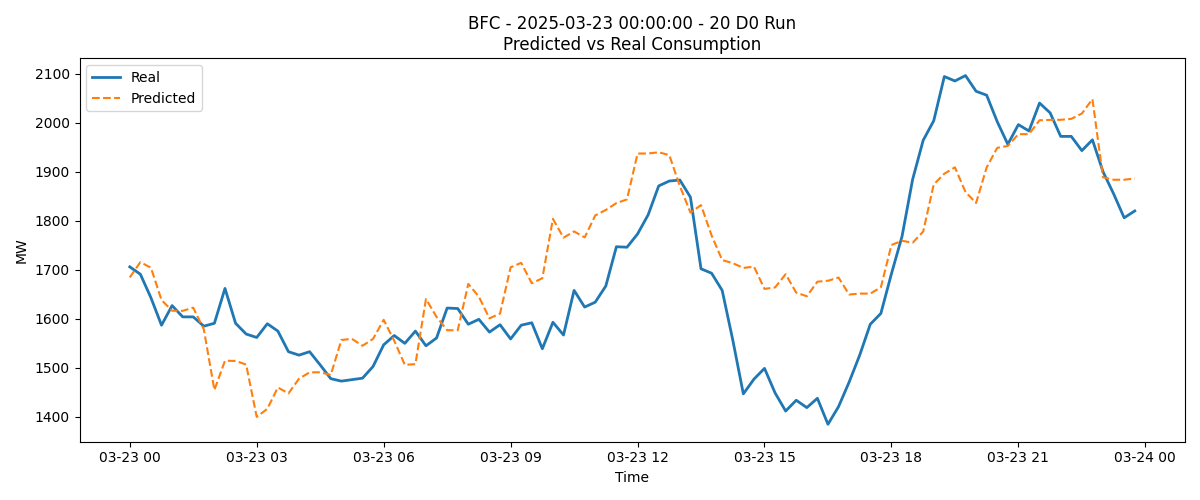 BFC - 2025-03-23 00:00:00 - 20 D0 Run
Predicted vs Real Consumption
Real
Predicted
MW
2100
2000
1900
1800
1700
1600
1500
1400
03-23 00
03-23 03
03-23 06
03-23 09
03-23 12
03-23 15
03-23 18
03-23 21
03-24 00
Time